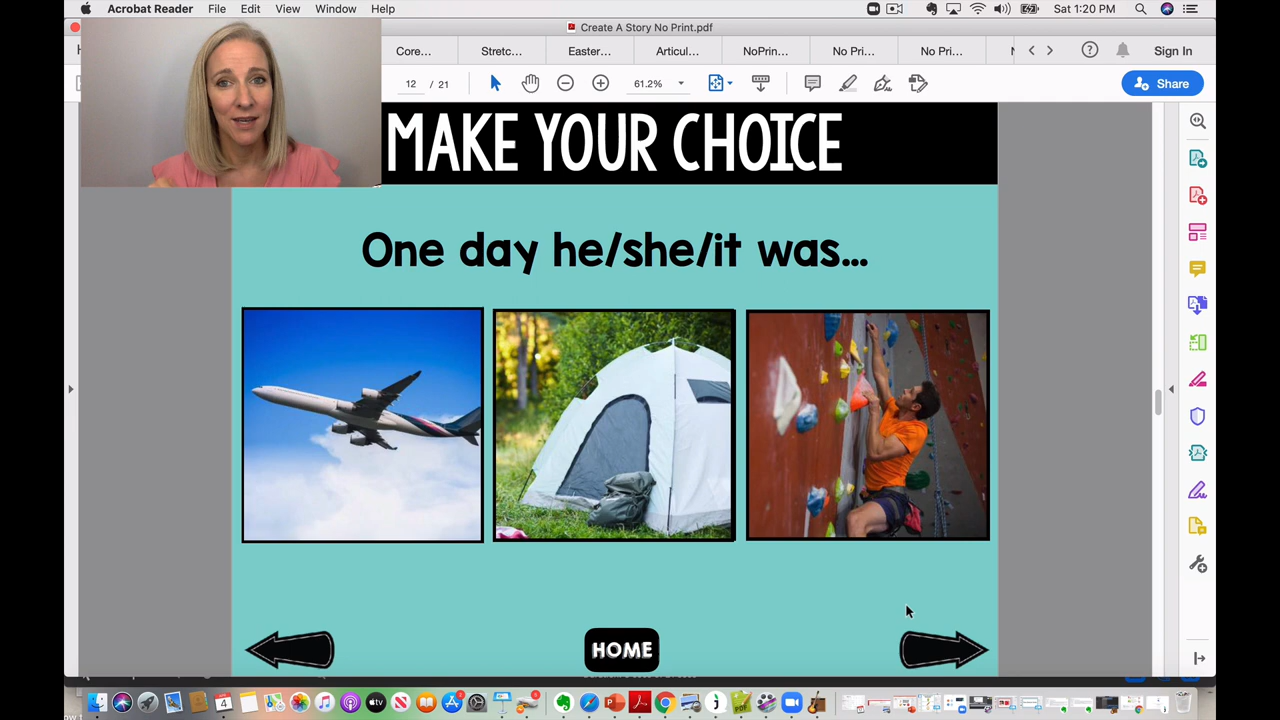 Acrobat Reader File Edit View Window Help Sat 1:20 PM
Create A Story No Print.pdf
Core... Stretc... Easter... Articul... NoPrin... No Pri... No Pri... Sign In
12 / 21 61.2% Share
MAKE YOUR CHOICE
One day he/she/it was...
HOME